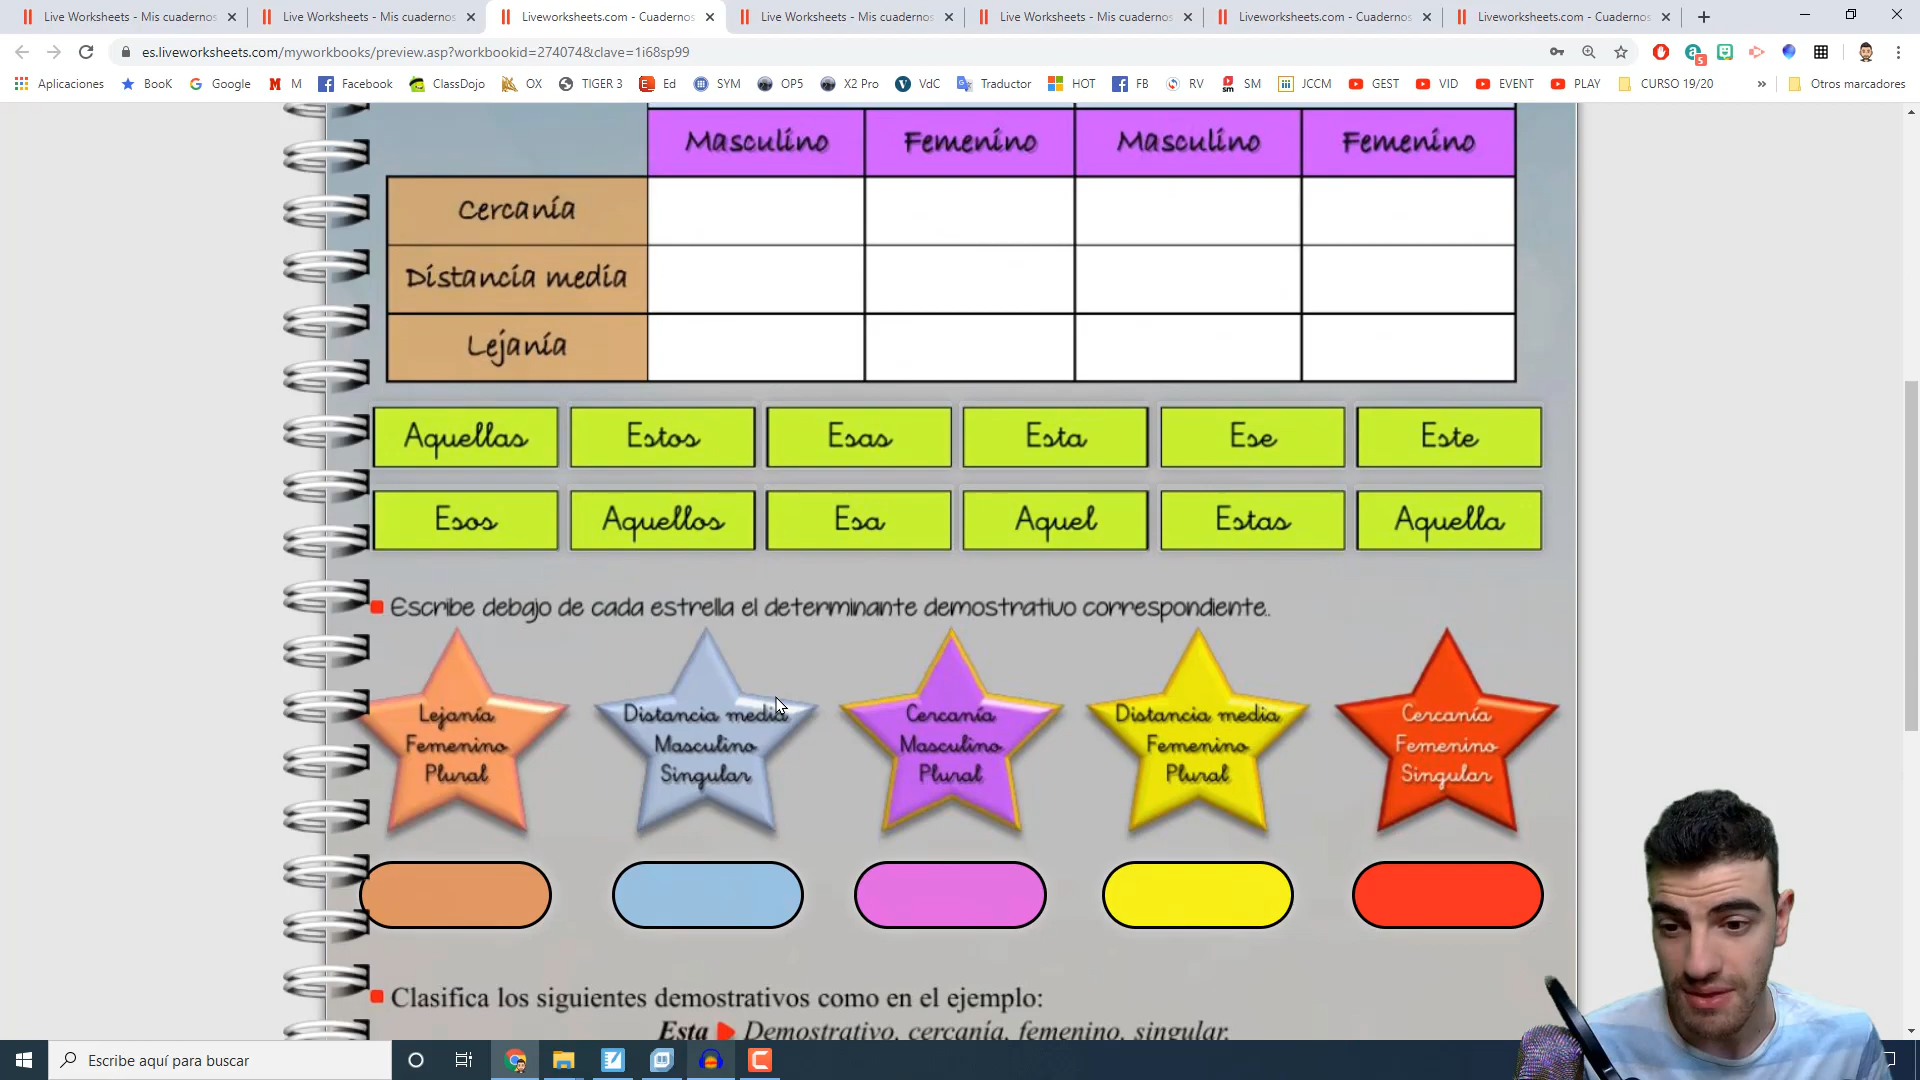 Live Worksheets - Mis cuadernos
Live Worksheets - Mis cuadernos
Liveworksheets.com - Cuadernos
Live Worksheets - Mis cuadernos
Live Worksheets - Mis cuadernos
Liveworksheets.com - Cuadernos
Liveworksheets.com - Cuadernos
es.liveworksheets.com/myworkbooks/preview.asp?workbookid=274074&clave=1i68sp99
5
Aplicaciones BooK Google M Facebook ClassDojo OX TIGER 3 Ed SYM OP5 X2 Pro VdC Traductor HOT FB RV SM JCCM GEST VID EVENT PLAY CURSO 19/20 » Otros marcadores
Masculino Femenino Masculino Femenino
Cercanía
Distancia media
Lejanía
Aquellas Estos Esas Esta Ese Este
Esos Aquellos Esa Aquel Estas Aquella
Escribe debajo de cada estrella el determinante demostrativo correspondiente..
Lejanía
Femenino
Plural
Distancia media
Masculino
Singular
Cercanía
Masculino
Plural
Distancia media
Femenino
Plural
Cercanía
Femenino
Singular
Clasifica los siguientes demostrativos como en el ejemplo:
Esta Demostrativo, cercanía, femenino, singular.
Escribe aquí para buscar